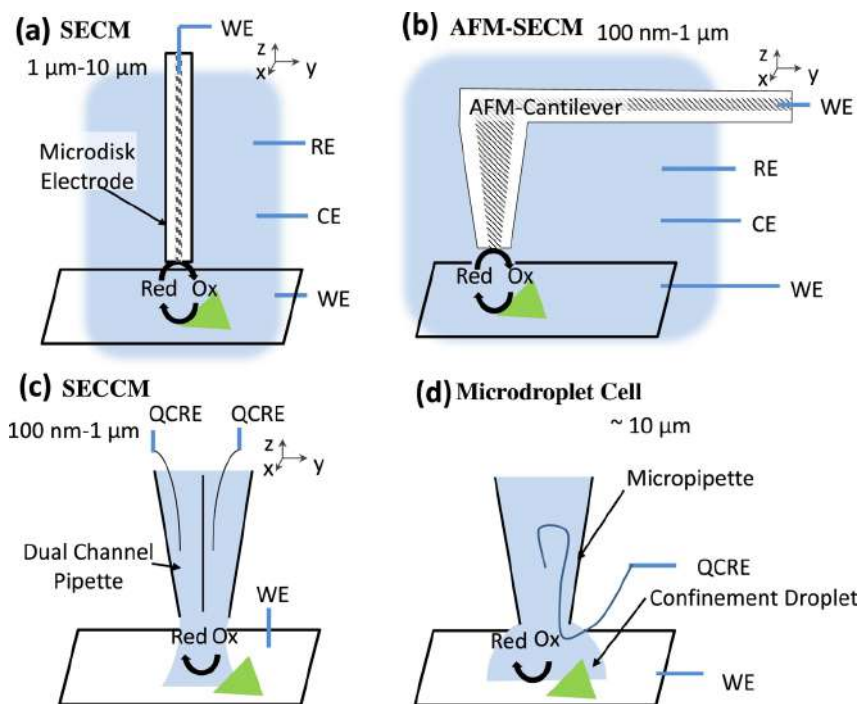 (a) SECM
WE
1 μm-10 μm
z
x
y
Microdisk
Electrode
RE
CE
Red Ox
WE
(b) AFM-SECM 100 nm-1 μm
z
x
y
AFM-Cantilever
WE
RE
CE
Red Ox
WE
(c) SECCM
QCRE QCRE
100 nm-1 μm
z
x
y
Dual Channel
Pipette
WE
Red Ox
(d) Microdroplet Cell
~ 10 μm
Micropipette
QCRE
Confinement Droplet
Red Ox
WE